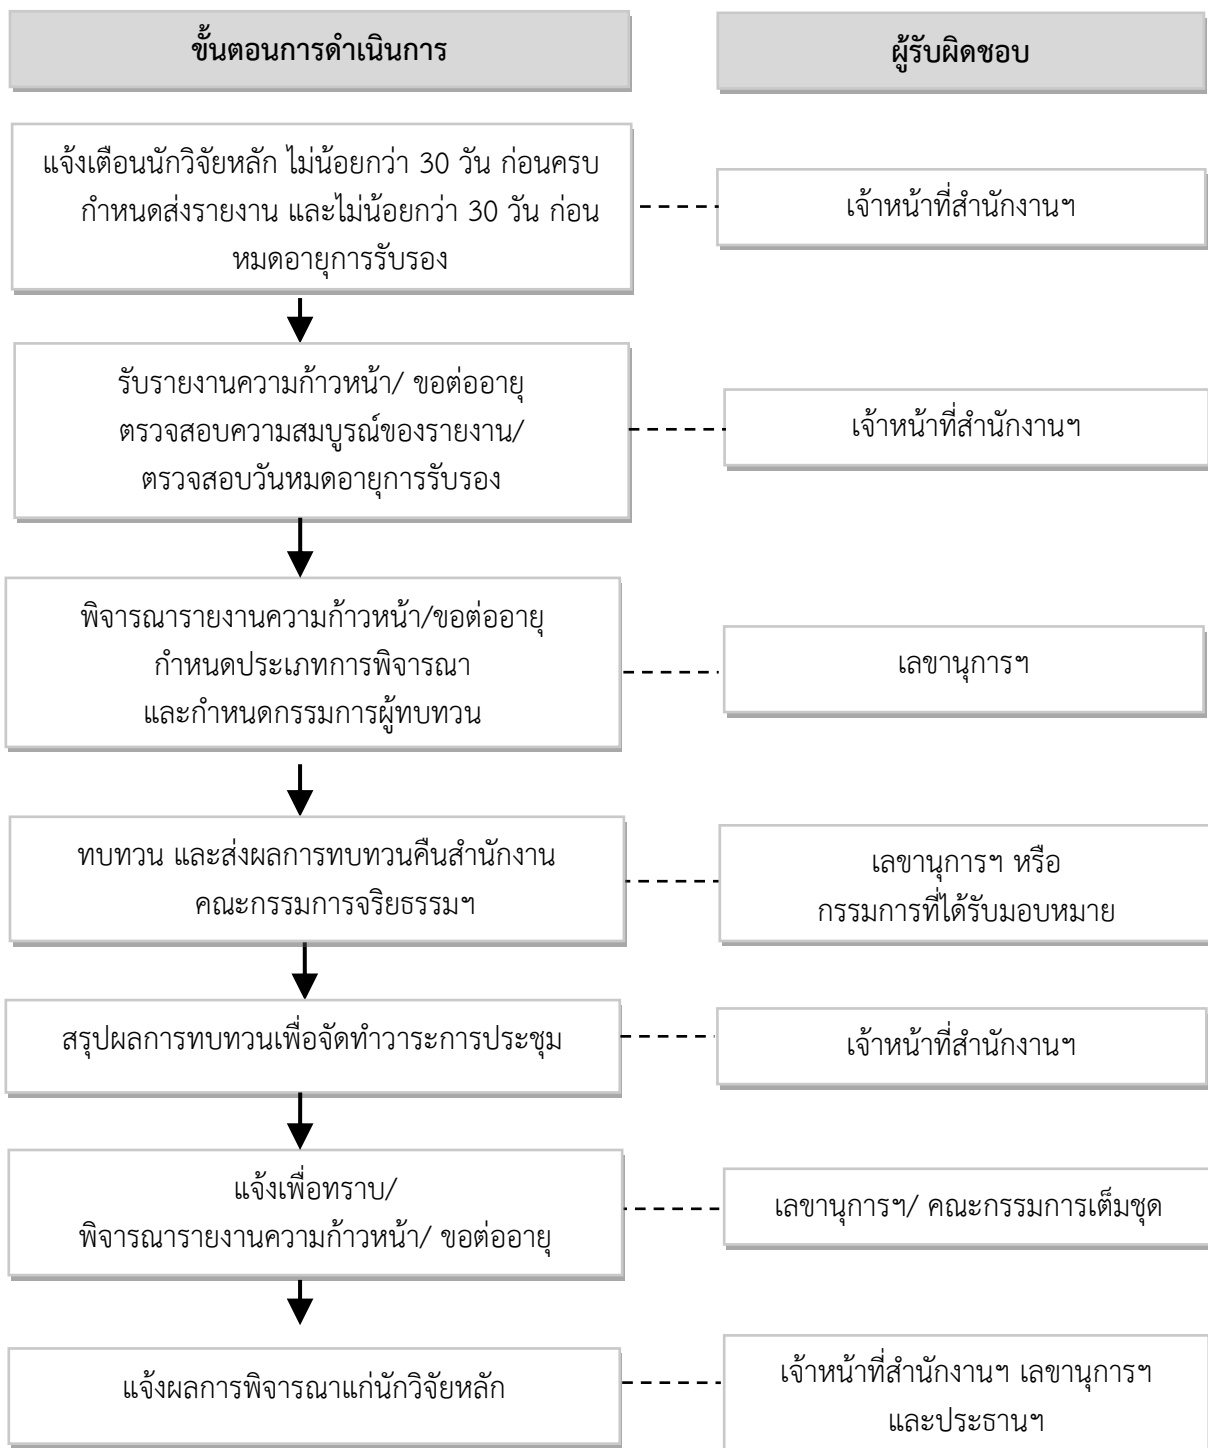 ขั้นตอนการดำเนินการ
ผู้รับผิดชอบ
แจ้งเตือนนักวิจัยหลัก ไม่น้อยกว่า 30 วัน ก่อนครบ
กำหนดส่งรายงาน และไม่น้อยกว่า 30 วัน ก่อน
หมดอายุการรับรอง
เจ้าหน้าที่สำนักงานฯ
รับรายงานความก้าวหน้า/ ขอต่ออายุ
ตรวจสอบความสมบูรณ์ของรายงาน/
ตรวจสอบวันหมดอายุการรับรอง
เจ้าหน้าที่สำนักงานฯ
พิจารณารายงานความก้าวหน้า/ขอต่ออายุ
กำหนดประเภทการพิจารณา
และกำหนดกรรมการผู้ทบทวน
เลขานุการฯ
ทบทวน และส่งผลการทบทวนคืนสำนักงาน
คณะกรรมการจริยธรรมฯ
เลขานุการฯ หรือ
กรรมการที่ได้รับมอบหมาย
สรุปผลการทบทวนเพื่อจัดทำวาระการประชุม
เจ้าหน้าที่สำนักงานฯ
แจ้งเพื่อทราบ/
พิจารณารายงานความก้าวหน้า/ ขอต่ออายุ
เลขานุการฯ/ คณะกรรมการเต็มชุด
แจ้งผลการพิจารณาแก่นักวิจัยหลัก
เจ้าหน้าที่สำนักงานฯ เลขานุการฯ
และประธานฯ